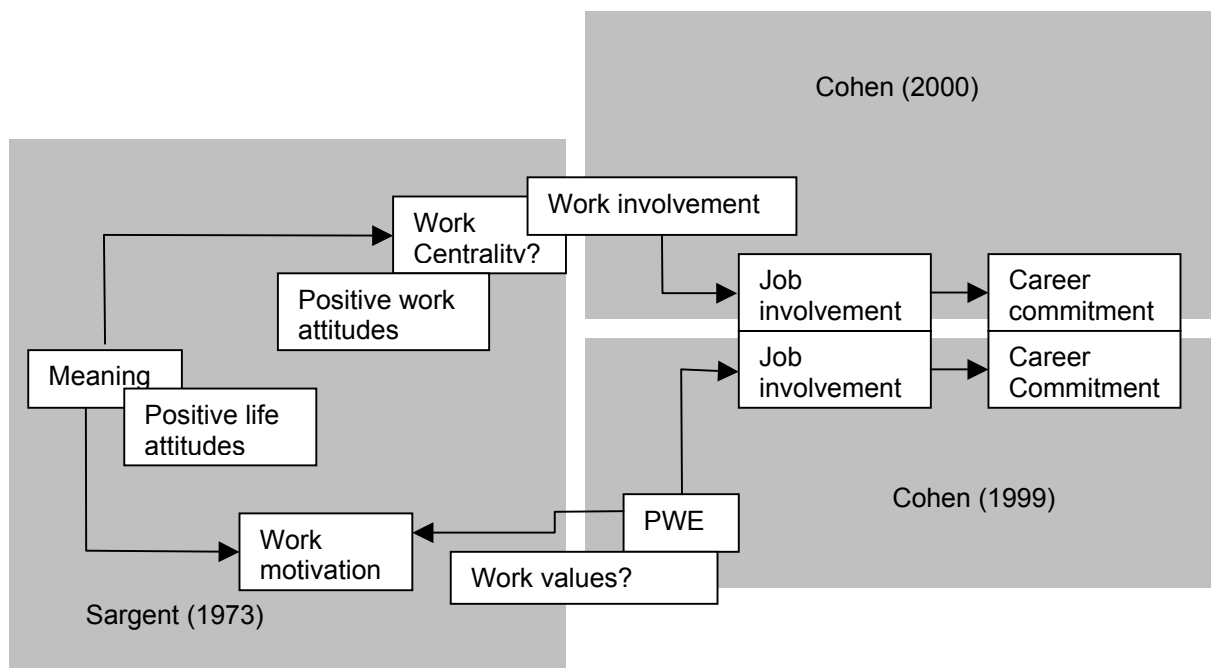 Cohen (2000)
Work involvement
Work
Centrality?
Positive work
attitudes
Job
involvement
Career
commitment
Meaning
Positive life
attitudes
Job
involvement
Career
Commitment
Cohen (1999)
PWE
Work
motivation
Work values?
Sargent (1973)